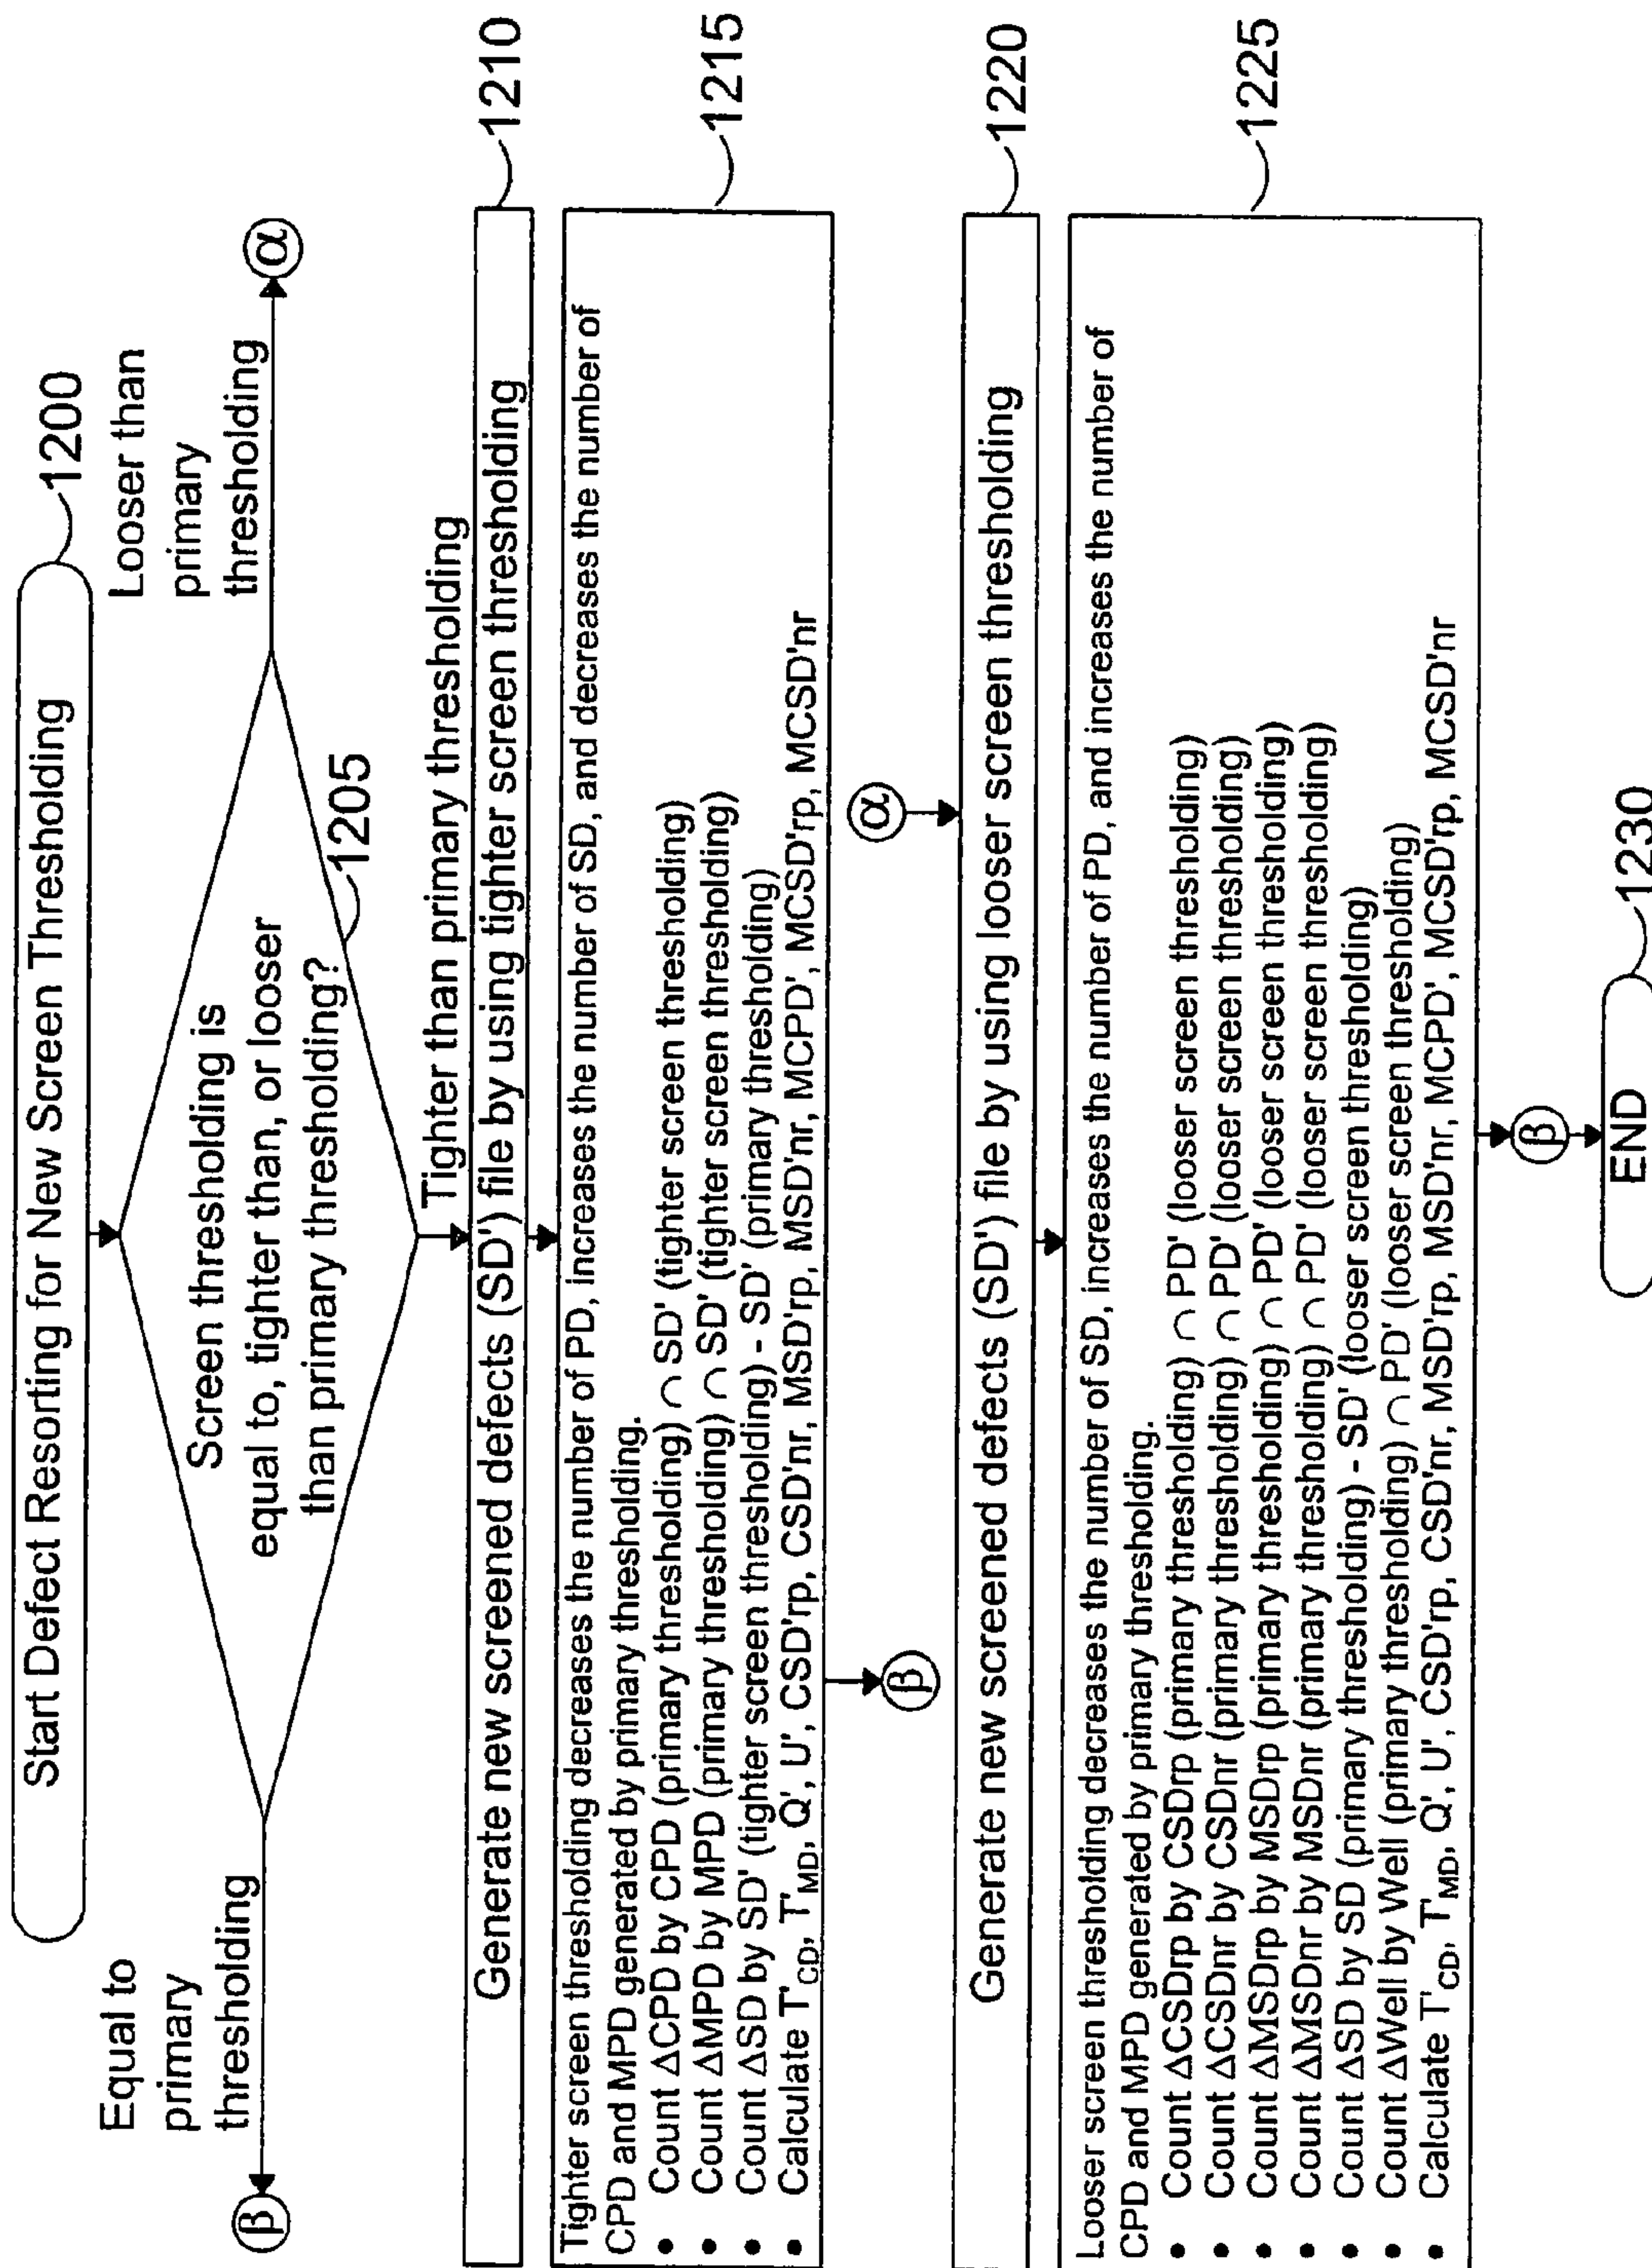 Start Defect Resorting for New Screen Thresholding
1200
Equal to
primary
thresholding
β
Screen thresholding is
equal to, tighter than, or looser
than primary thresholding?
1205
Looser than
primary
thresholding
α
Tighter than primary thresholding
Generate new screened defects (SD') file by using tighter screen thresholding
1210
Tighter screen thresholding decreases the number of PD, increases the number of SD, and decreases the number of
CPD and MPD generated by primary thresholding.
• Count ΔCPD by CPD (primary thresholding) ∩ SD' (tighter screen thresholding)
• Count ΔMPD by MPD (primary thresholding) ∩ SD' (tighter screen thresholding)
• Count ΔSD by SD' (tighter screen thresholding) - SD' (primary thresholding)
• Calculate T'CD, T'MD, Q', U', CSD'rp, CSD'nr, MSD'rp, MSD'nr, MCPD', MCSD'rp, MCSD'nr
1215
β
α
Generate new screened defects (SD') file by using looser screen thresholding
1220
Looser screen thresholding decreases the number of SD, increases the number of PD, and increases the number of
CPD and MPD generated by primary thresholding.
• Count ΔCSDrp by CSDrp (primary thresholding) ∩ PD' (looser screen thresholding)
• Count ΔCSDnr by CSDnr (primary thresholding) ∩ PD' (looser screen thresholding)
• Count ΔMSDrp by MSDrp (primary thresholding) ∩ PD' (looser screen thresholding)
• Count ΔMSDnr by MSDnr (primary thresholding) ∩ PD' (looser screen thresholding)
• Count ΔSD by SD (primary thresholding) - SD' (looser screen thresholding)
• Count ΔWell by Well (primary thresholding) ∩ PD' (looser screen thresholding)
• Calculate T'CD, T'MD, Q', U', CSD'rp, CSD'nr, MSD'rp, MSD'nr, MCPD', MCSD'rp, MCSD'nr
1225
β
END
1230